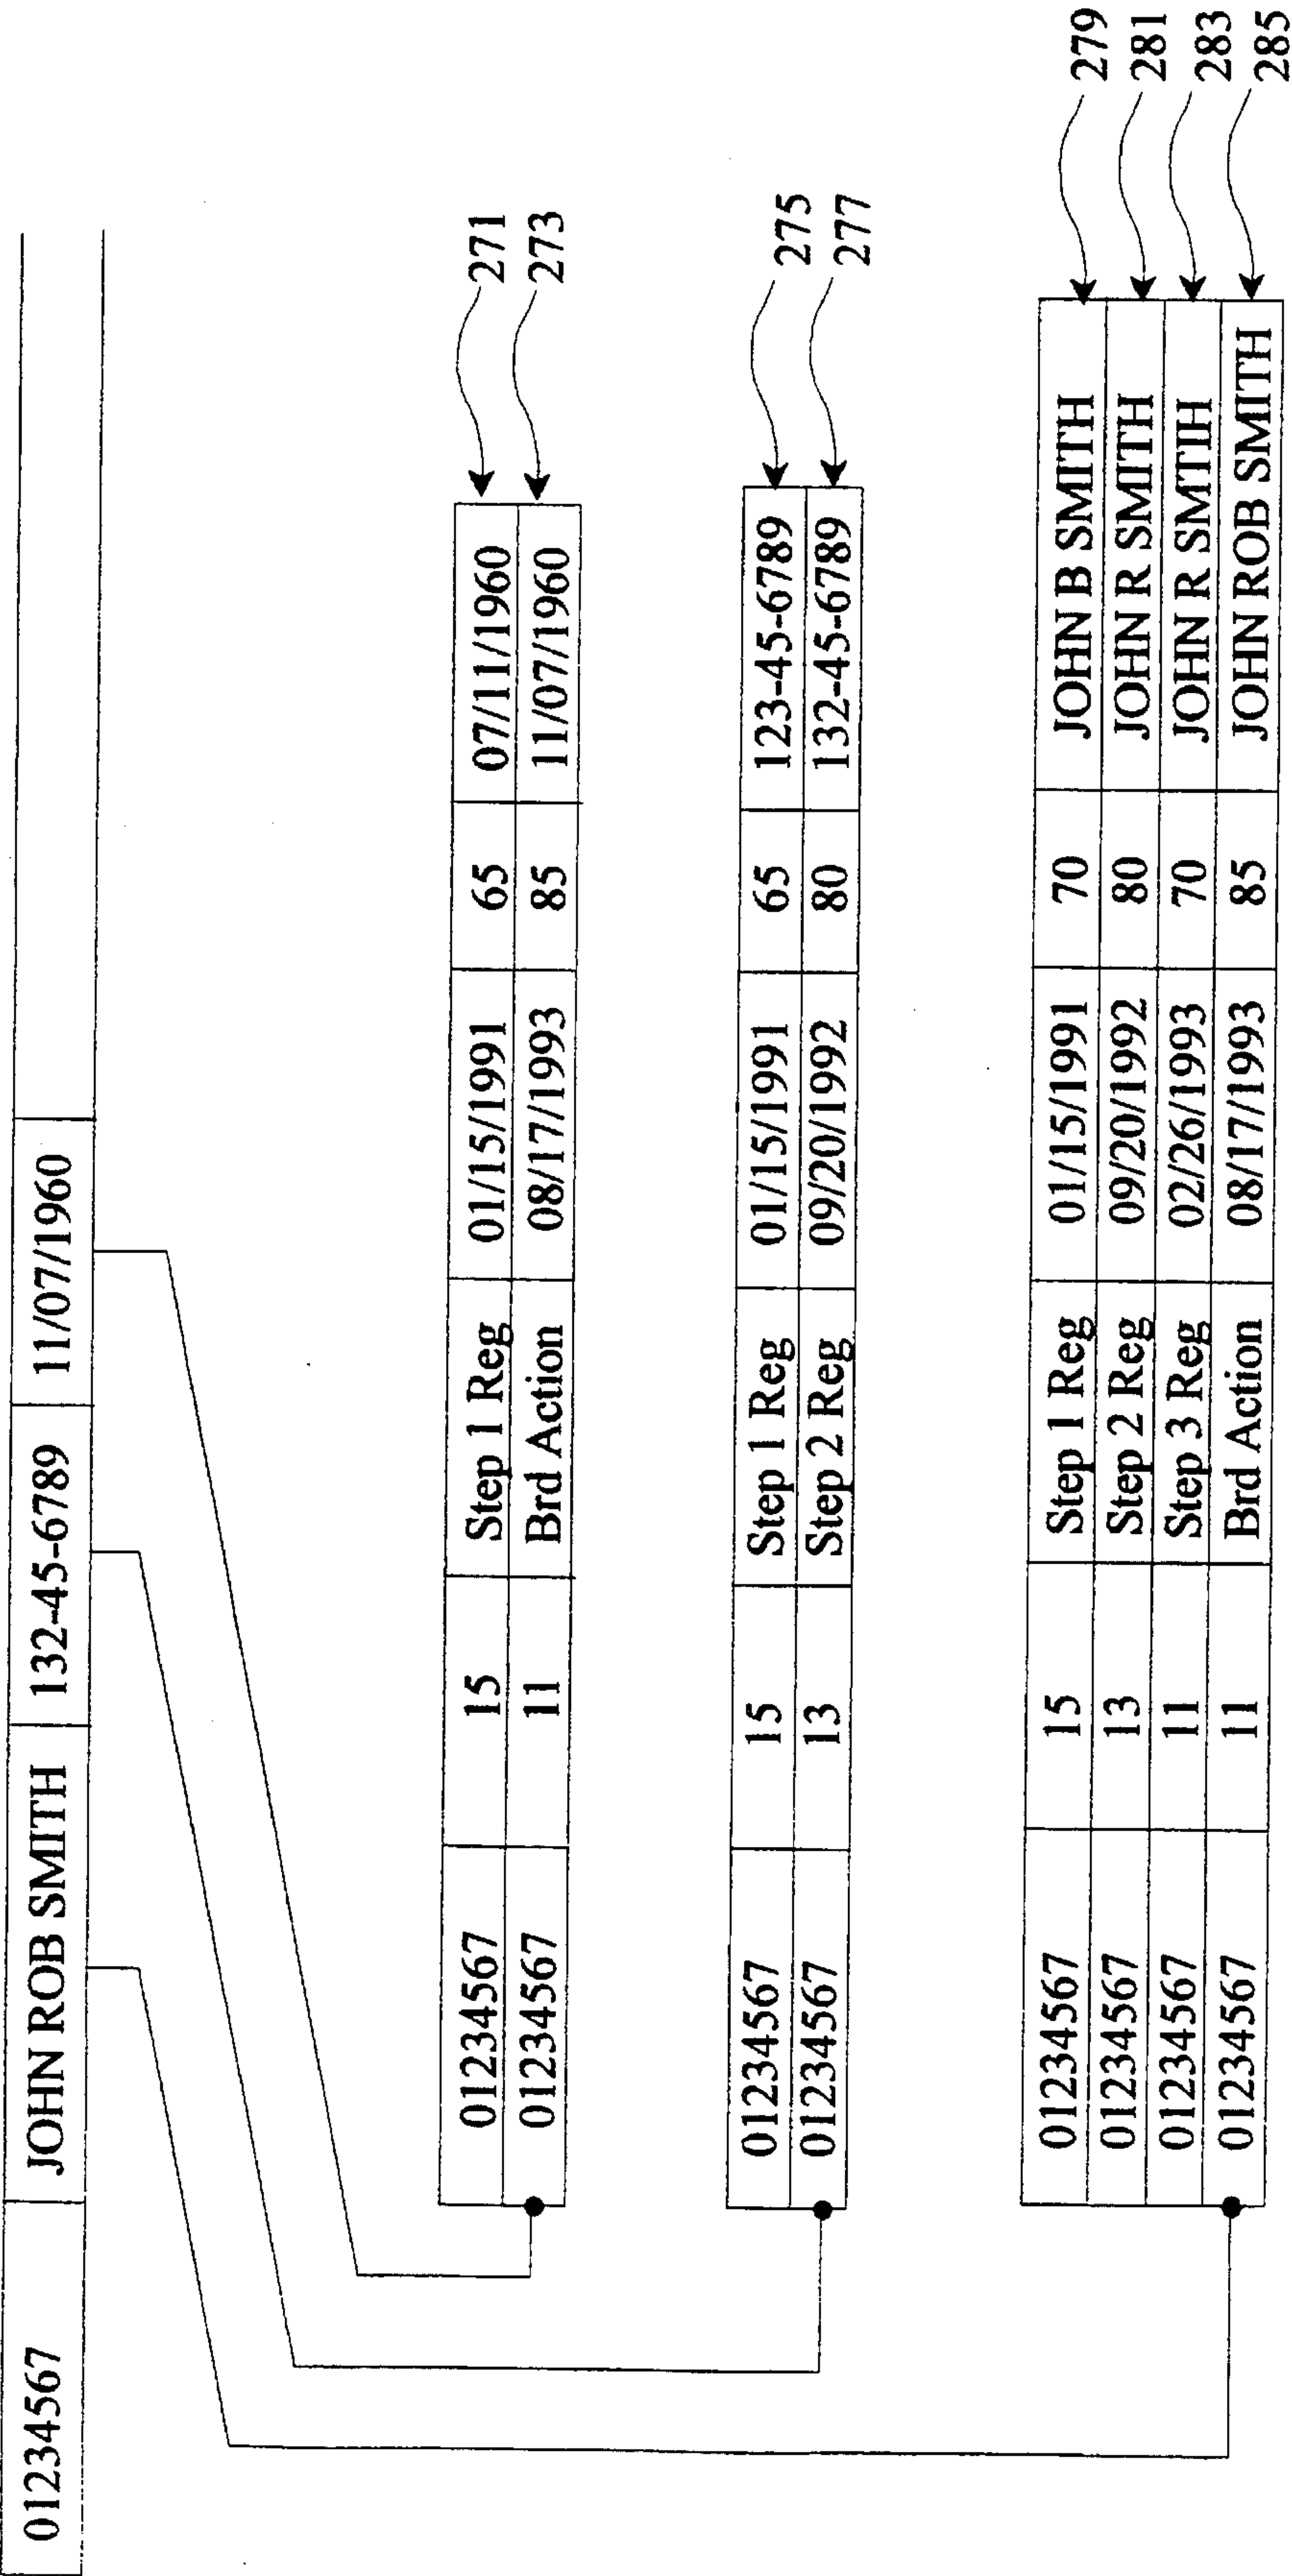 01234567 JOHN ROB SMITH 132-45-6789 11/07/1960
01234567 15 Step 1 Reg 01/15/1991 65 07/11/1960 271
01234567 11 Brd Action 08/17/1993 85 11/07/1960 273
01234567 15 Step 1 Reg 01/15/1991 65 123-45-6789 275
01234567 13 Step 2 Reg 09/20/1992 80 132-45-6789 277
01234567 15 Step 1 Reg 01/15/1991 70 JOHN B SMITH 279
01234567 13 Step 2 Reg 09/20/1992 80 JOHN R SMITH 281
01234567 11 Step 3 Reg 02/26/1993 70 JOHN R SMTIH 283
01234567 11 Brd Action 08/17/1993 85 JOHN ROB SMITH 285